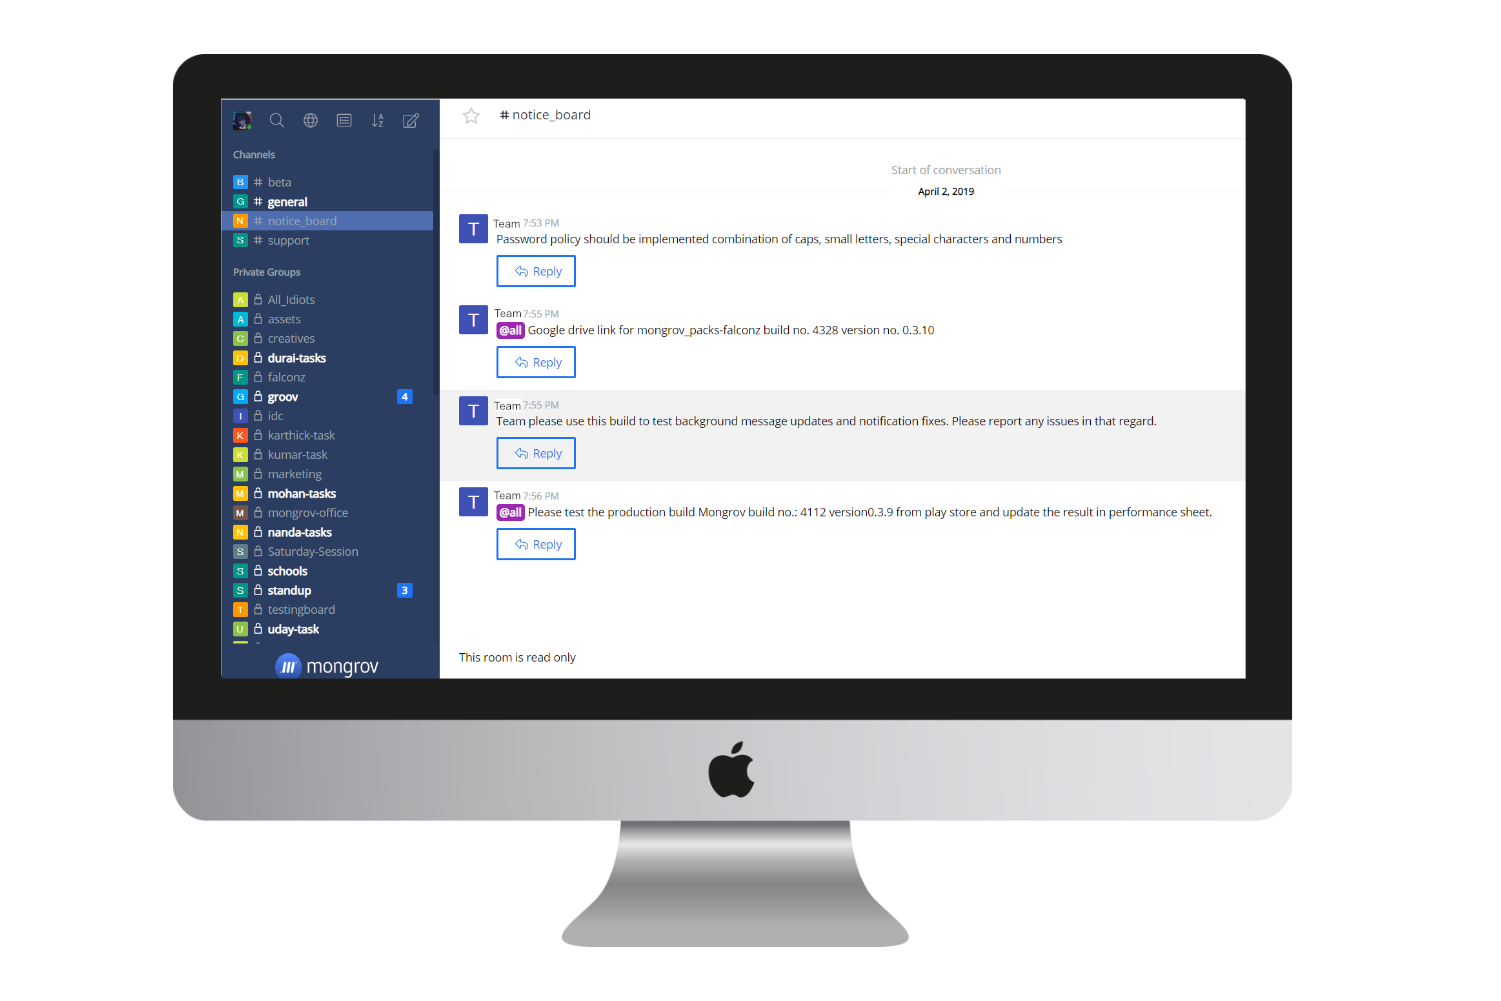 Channels
B # beta
G # general
N # notice_board
S # support
Private Groups
A All_Idiots
A assets
C creatives
D durai-tasks
F falconz
G groov 4
I idc
K karthick-task
K kumar-task
M marketing
M mohan-tasks
M mongrov-office
N nanda-tasks
S Saturday-Session
S schools
S standup 3
T testingboard
U uday-task
mongrov
# notice_board
Start of conversation
April 2, 2019
T Team 7:53 PM
Password policy should be implemented combination of caps, small letters, special characters and numbers
Reply
T Team 7:55 PM
@all Google drive link for mongrov_packs-falconz build no. 4328 version no. 0.3.10
Reply
T Team 7:55 PM
Team please use this build to test background message updates and notification fixes. Please report any issues in that regard.
Reply
T Team 7:56 PM
@all Please test the production build Mongrov build no.: 4112 version0.3.9 from play store and update the result in performance sheet.
Reply
This room is read only